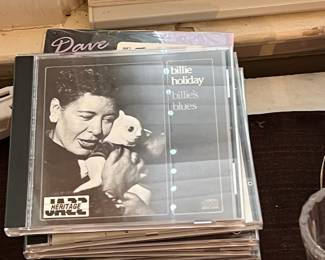 Dave
billie
holiday
billie's
blues
JAZZ
HERITAGE